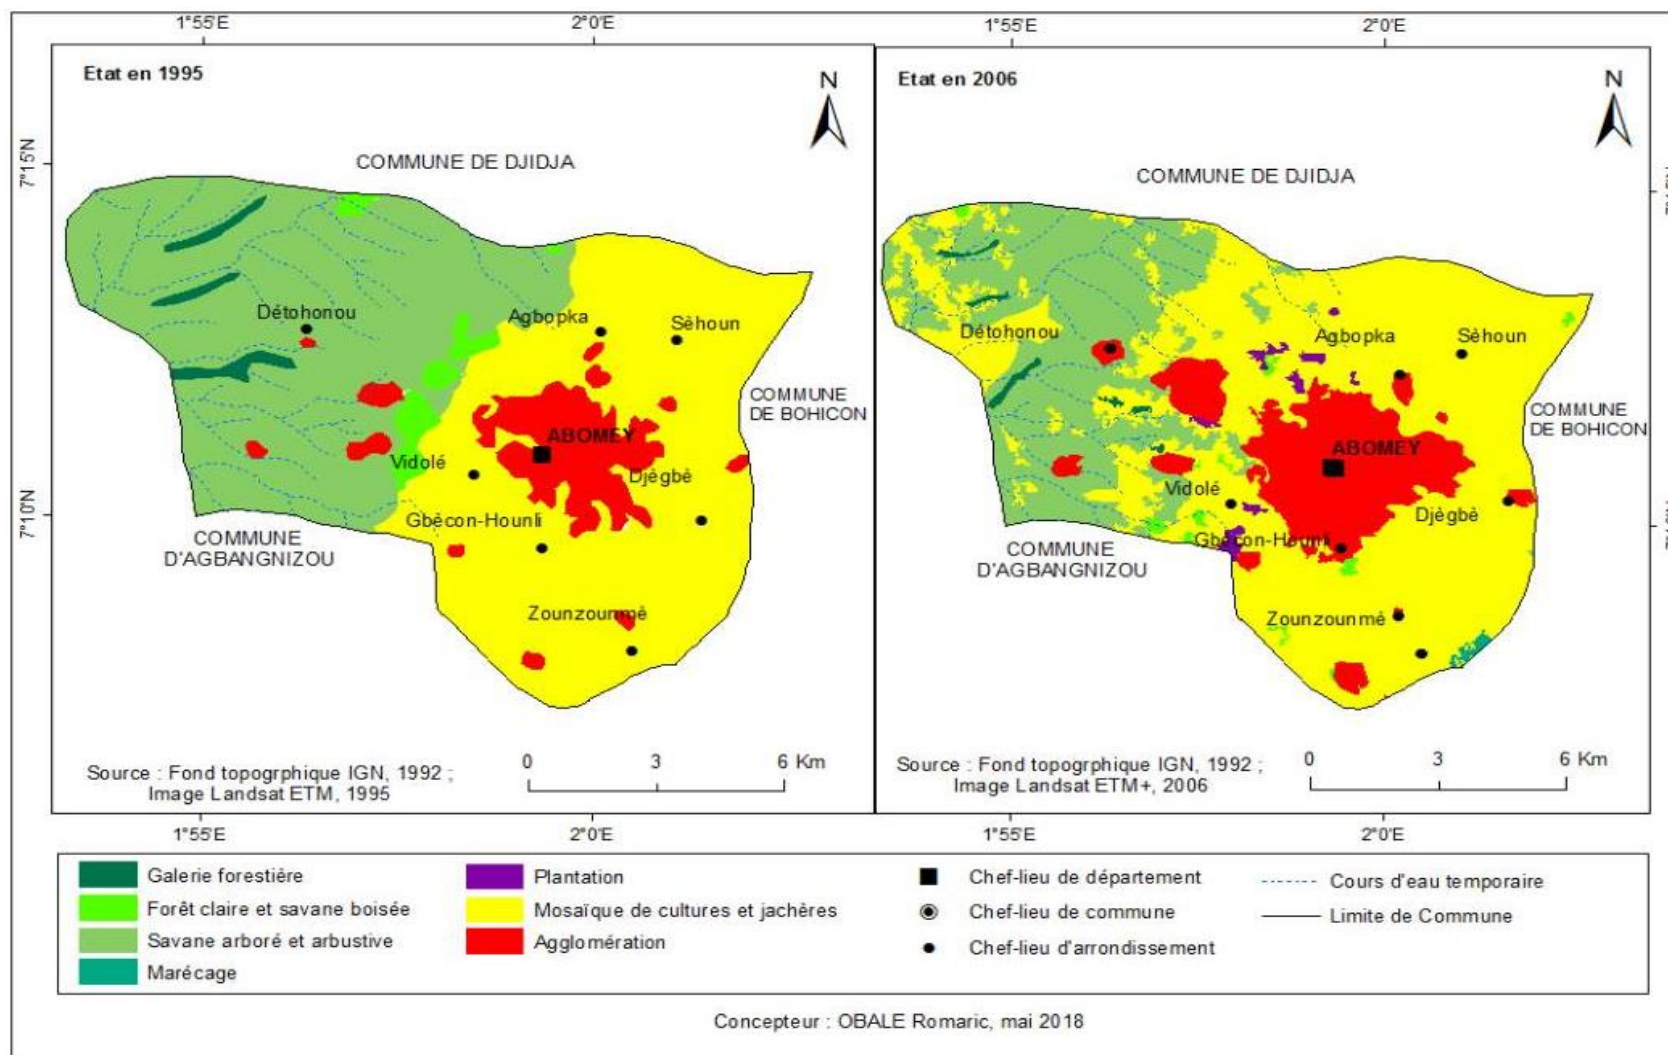 1°55'E
2°0'E
1°55'E
2°0'E
Etat en 1995
N
7°15'N
COMMUNE DE DJIDJA
Détohonou
Agbopka
Sèhoun
COMMUNE
DE BOHICON
ABOMEY
Vidolé
Djègbè
7°10'N
Gbècon-Hounli
COMMUNE
D'AGBANGNIZOU
Zounzounmè
0 3 6 Km
Source : Fond topogrphique IGN, 1992 ;
Image Landsat ETM, 1995
1°55'E
2°0'E
Etat en 2006
N
COMMUNE DE DJIDJA
Détohonou
Agbopka
Sèhoun
COMMUNE
DE BOHICON
ABOMEY
Vidolé
Djègbè
Gbècon-Hounli
COMMUNE
D'AGBANGNIZOU
Zounzounmè
0 3 6 Km
Source : Fond topogrphique IGN, 1992 ;
Image Landsat ETM+, 2006
1°55'E
2°0'E
Galerie forestière
Forêt claire et savane boisée
Savane arboré et arbustive
Marécage
Plantation
Mosaïque de cultures et jachères
Agglomération
Chef-lieu de département
Chef-lieu de commune
Chef-lieu d'arrondissement
Cours d'eau temporaire
Limite de Commune
Concepteur : OBALE Romaric, mai 2018